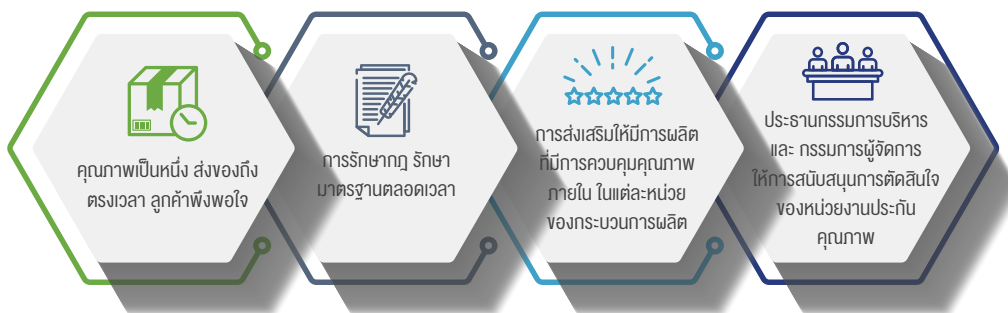 คุณภาพเป็นหนึ่ง ส่งของถึง
ตรงเวลา ลูกค้าพึงพอใจ
การรักษากฎ รักษา
มาตรฐานตลอดเวลา
การส่งเสริมให้มีการผลิต
ที่มีการควบคุมคุณภาพ
ภายใน ในแต่ละหน่วย
ของกระบวนการผลิต
ประธานกรรมการบริหาร
และ กรรมการผู้จัดการ
ให้การสนับสนุนการตัดสินใจ
ของหน่วยงานประกัน
คุณภาพ